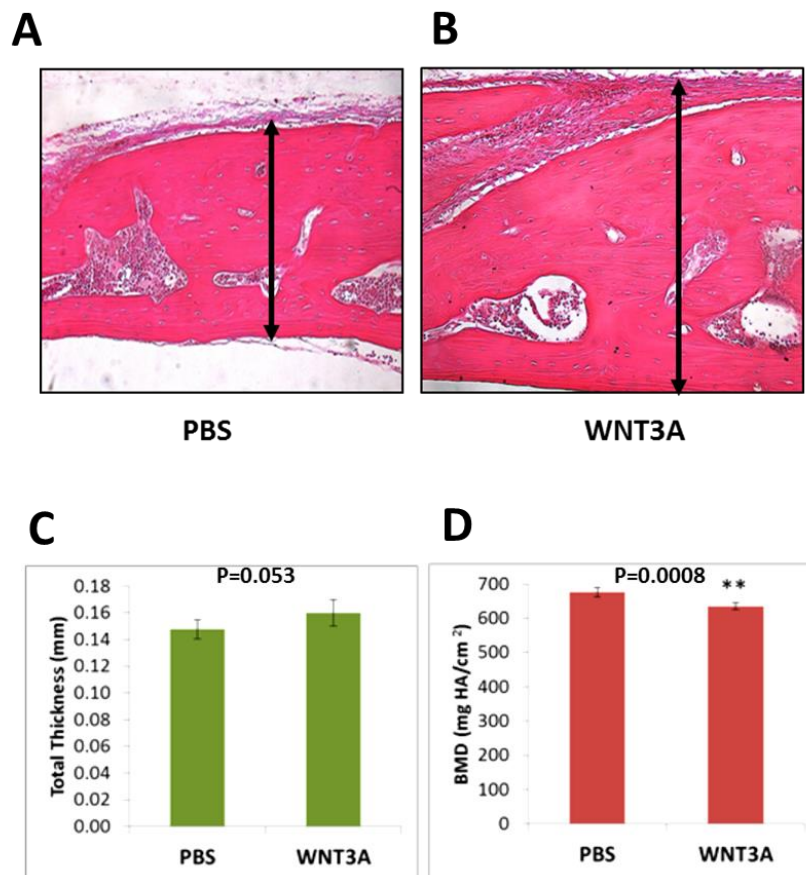 A
B
PBS
WNT3A
C
P=0.053
Total Thickness (mm)
0.18
0.16
0.14
0.12
0.10
0.08
0.06
0.04
0.02
0.00
PBS
WNT3A
D
P=0.0008
**
BMD (mg HA/cm ²)
700
600
500
400
300
200
100
0
PBS
WNT3A